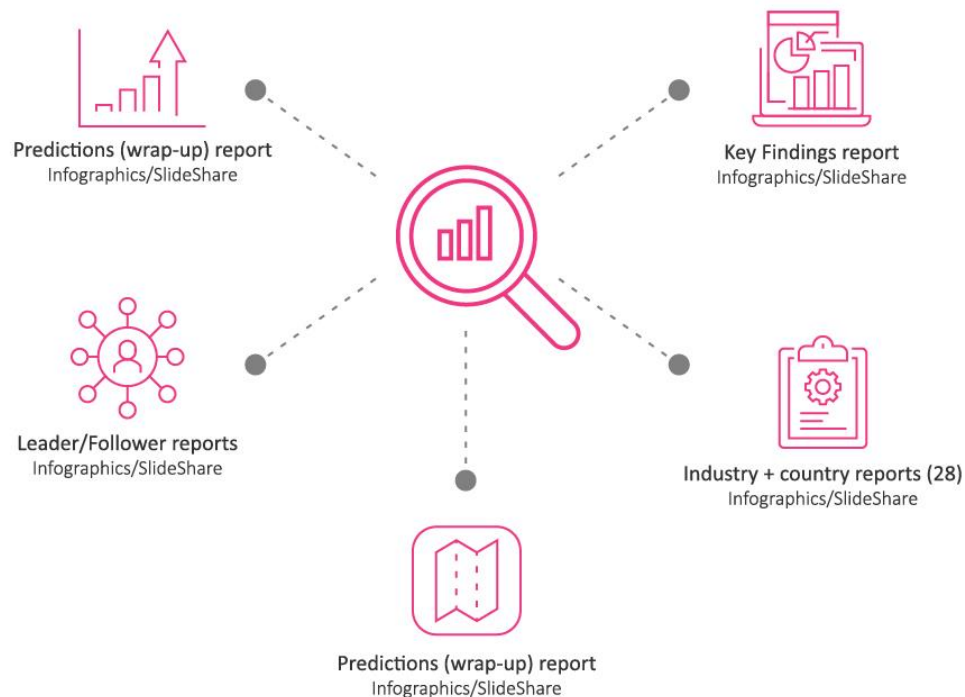 Predictions (wrap-up) report
Infographics/SlideShare
Key Findings report
Infographics/SlideShare
Leader/Follower reports
Infographics/SlideShare
Industry + country reports (28)
Infographics/SlideShare
Predictions (wrap-up) report
Infographics/SlideShare